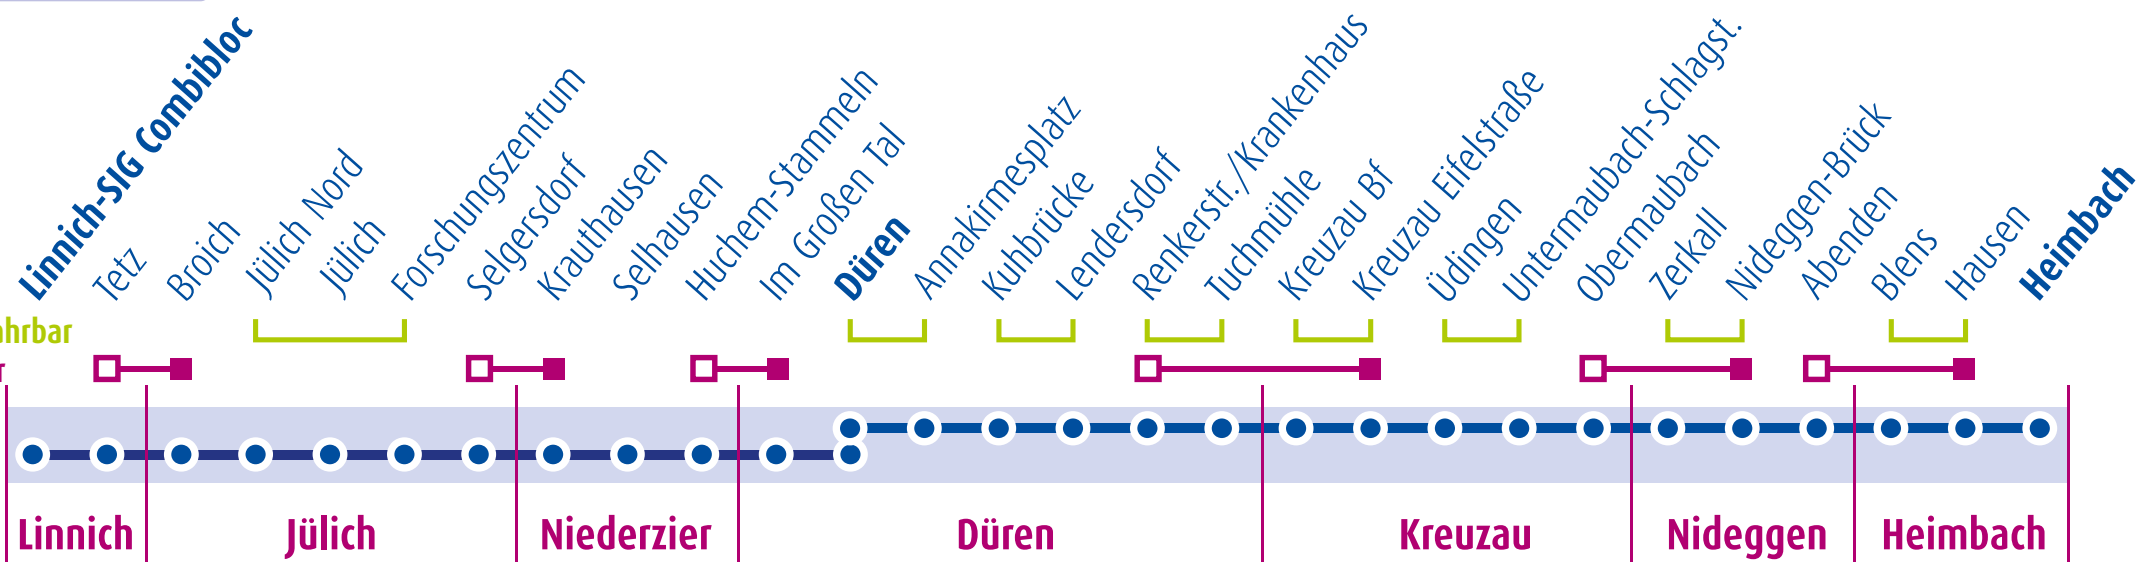 Linnich-SIG Combibloc
Tetz
Broich
Jülich Nord
Jülich
Forschungszentrum
Selgersdorf
Krauthausen
Selhausen
Huchem-Stammeln
Im Großen Tal
Düren
Annakirmesplatz
Kuhbrücke
Lendersdorf
Renkerstr./Krankenhaus
Tuchmühle
Kreuzau Bf
Kreuzau Eifelstraße
Üdingen
Untermaubach-Schlagst.
Obermaubach
Zerkall
Nideggen-Brück
Abenden
Blens
Hausen
Heimbach
ahrbar
r
Linnich
Jülich
Niederzier
Düren
Kreuzau
Nideggen
Heimbach